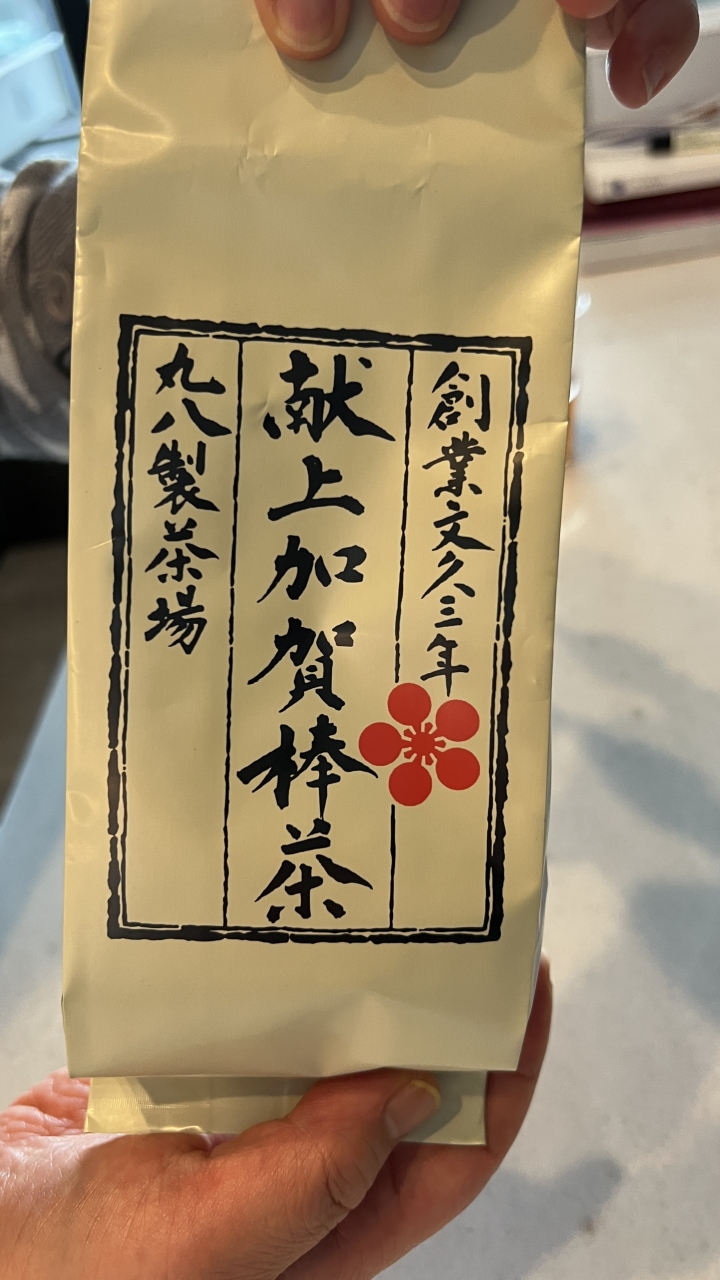 創業文久三年
献上加賀棒茶
丸八製茶場